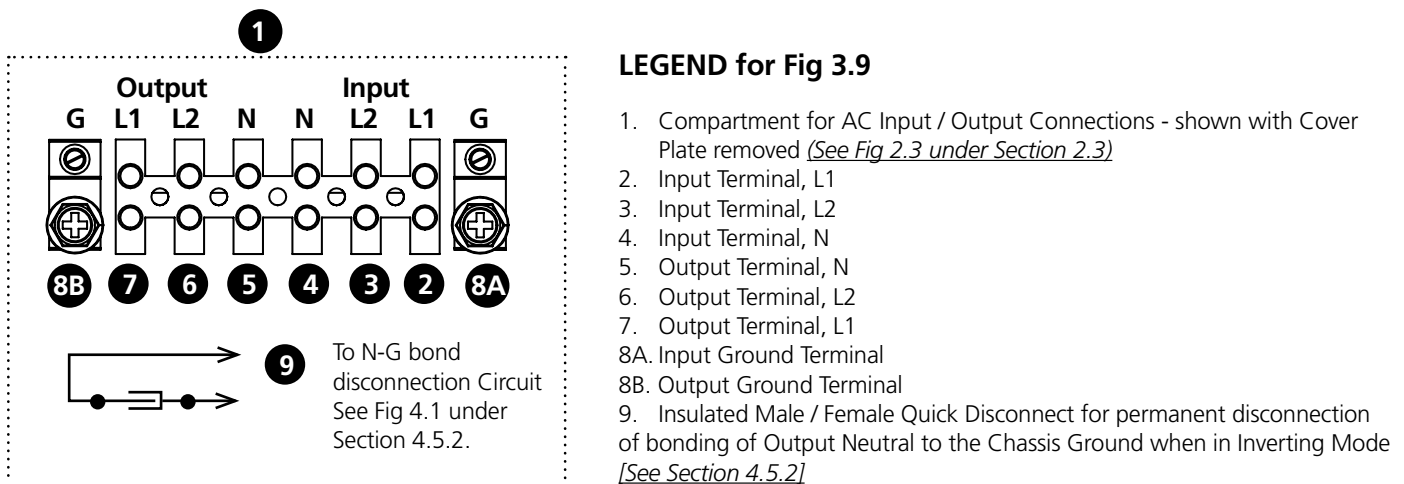 1
Output Input
G L1 L2 N N L2 L1 G
8B 7 6 5 4 3 2 8A
9
To N-G bond
disconnection Circuit
See Fig 4.1 under
Section 4.5.2.
LEGEND for Fig 3.9
1. Compartment for AC Input / Output Connections - shown with Cover
Plate removed (See Fig 2.3 under Section 2.3)
2. Input Terminal, L1
3. Input Terminal, L2
4. Input Terminal, N
5. Output Terminal, N
6. Output Terminal, L2
7. Output Terminal, L1
8A. Input Ground Terminal
8B. Output Ground Terminal
9. Insulated Male / Female Quick Disconnect for permanent disconnection
of bonding of Output Neutral to the Chassis Ground when in Inverting Mode
[See Section 4.5.2]